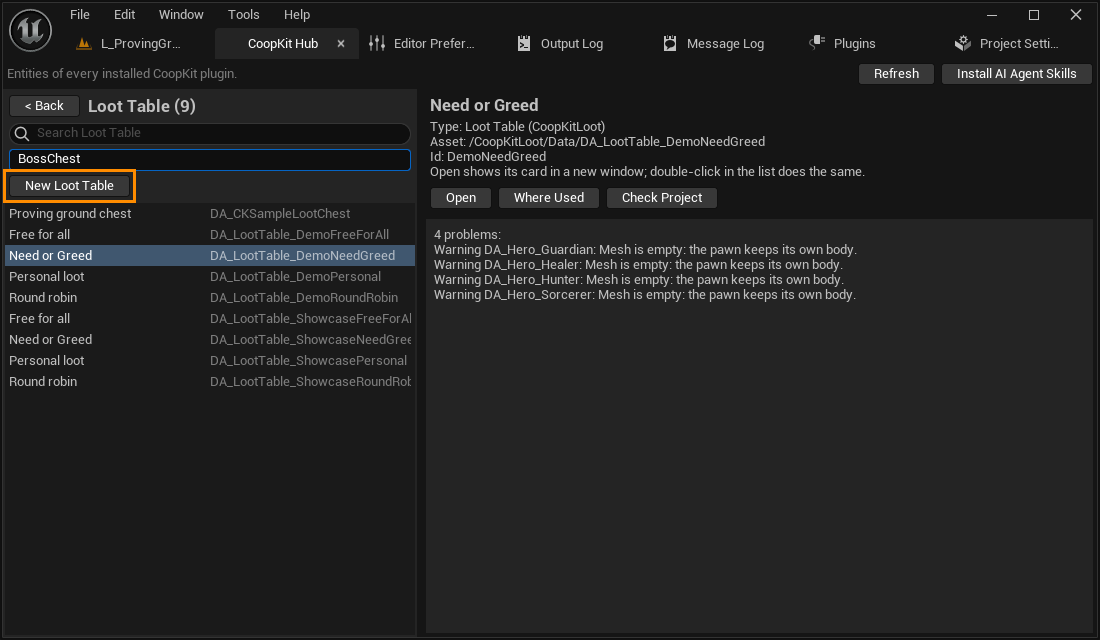 File Edit Window Tools Help
L_ProvingGr... CoopKit Hub Editor Prefer... Output Log Message Log Plugins Project Setti...
Entities of every installed CoopKit plugin. Refresh Install AI Agent Skills
< Back Loot Table (9)
Search Loot Table
BossChest
New Loot Table
Proving ground chest DA_CKSampleLootChest
Free for all DA_LootTable_DemoFreeForAll
Need or Greed DA_LootTable_DemoNeedGreed
Personal loot DA_LootTable_DemoPersonal
Round robin DA_LootTable_DemoRoundRobin
Free for all DA_LootTable_ShowcaseFreeForAl
Need or Greed DA_LootTable_ShowcaseNeedGree
Personal loot DA_LootTable_ShowcasePersonal
Round robin DA_LootTable_ShowcaseRoundRob
Need or Greed
Type: Loot Table (CoopKitLoot)
Asset: /CoopKitLoot/Data/DA_LootTable_DemoNeedGreed
Id: DemoNeedGreed
Open shows its card in a new window; double-click in the list does the same.
Open Where Used Check Project
4 problems:
Warning DA_Hero_Guardian: Mesh is empty: the pawn keeps its own body.
Warning DA_Hero_Healer: Mesh is empty: the pawn keeps its own body.
Warning DA_Hero_Hunter: Mesh is empty: the pawn keeps its own body.
Warning DA_Hero_Sorcerer: Mesh is empty: the pawn keeps its own body.